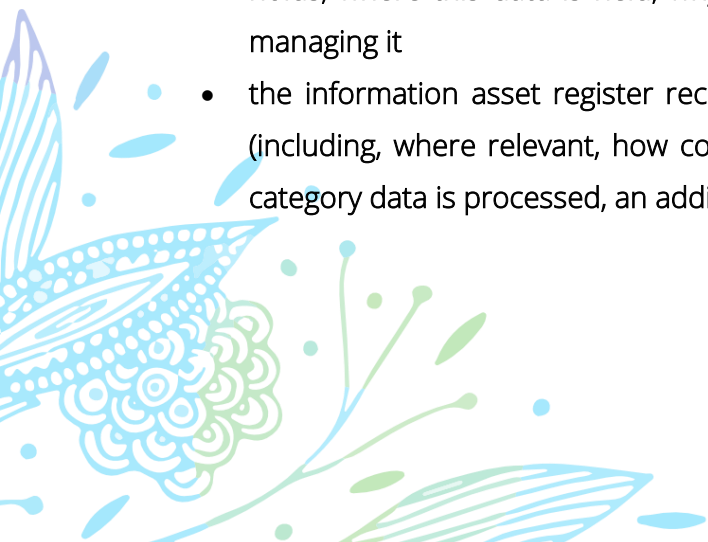 managing it
• the information asset register rec
(including, where relevant, how co
category data is processed, an addi